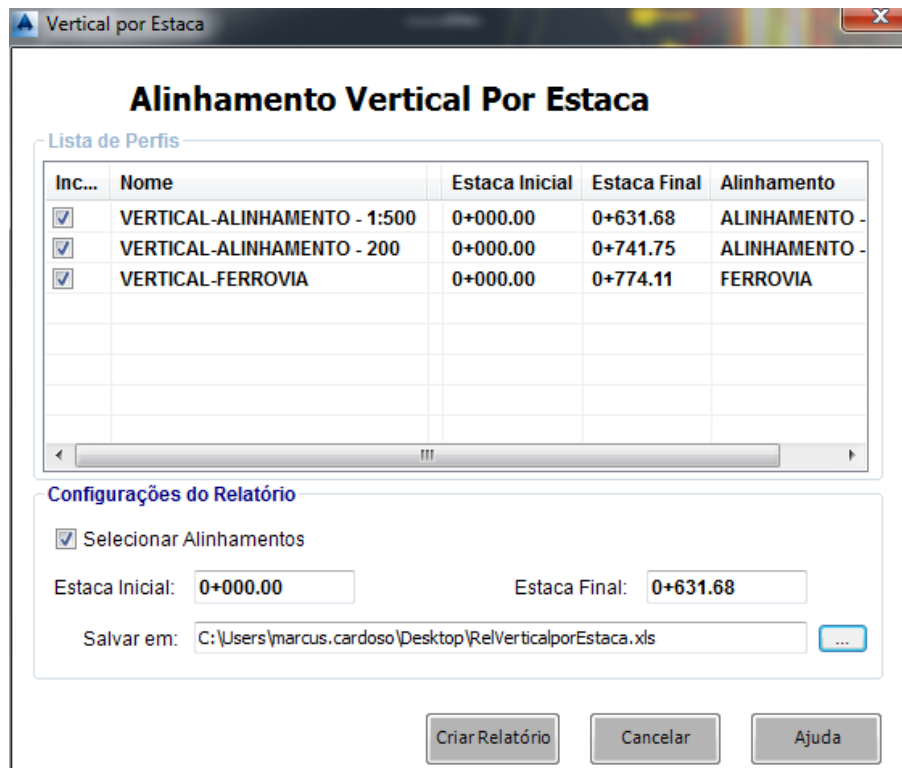 Vertical por Estaca
Alinhamento Vertical Por Estaca
Lista de Perfis
Inc... Nome Estaca Inicial Estaca Final Alinhamento
VERTICAL-ALINHAMENTO - 1:500 0+000.00 0+631.68 ALINHAMENTO -
VERTICAL-ALINHAMENTO - 200 0+000.00 0+741.75 ALINHAMENTO -
VERTICAL-FERROVIA 0+000.00 0+774.11 FERROVIA
Configurações do Relatório
Selecionar Alinhamentos
Estaca Inicial: 0+000.00 Estaca Final: 0+631.68
Salvar em: C:\Users\marcus.cardoso\Desktop\RelVerticalporEstaca.xls ...
Criar Relatório Cancelar Ajuda